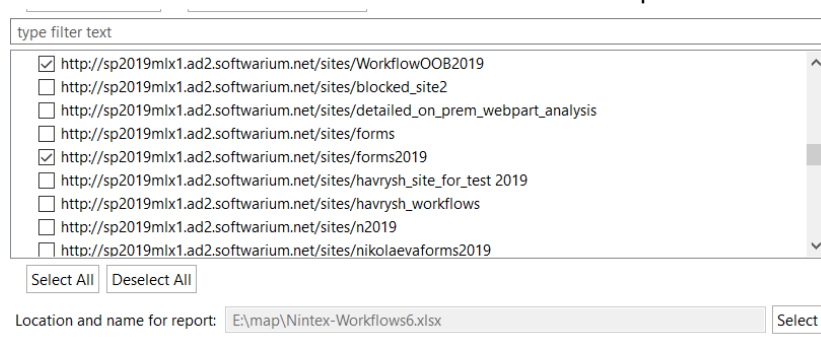 type filter text
http://sp2019mlx1.ad2.softwarium.net/sites/WorkflowOOB2019
http://sp2019mlx1.ad2.softwarium.net/sites/blocked_site2
http://sp2019mlx1.ad2.softwarium.net/sites/detailed_on_prem_webpart_analysis
http://sp2019mlx1.ad2.softwarium.net/sites/forms
http://sp2019mlx1.ad2.softwarium.net/sites/forms2019
http://sp2019mlx1.ad2.softwarium.net/sites/havrysh_site_for_test 2019
http://sp2019mlx1.ad2.softwarium.net/sites/havrysh_workflows
http://sp2019mlx1.ad2.softwarium.net/sites/n2019
http://sp2019mlx1.ad2.softwarium.net/sites/nikolaevaforms2019
Select All Deselect All
Location and name for report: E:\map\Nintex-Workflows6.xlsx Select